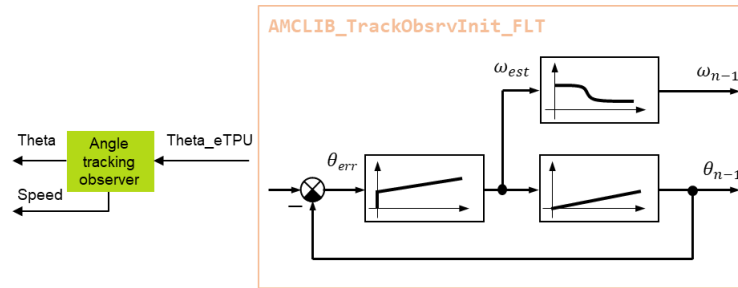 AMCLIB_TrackObsrvInit_FLT
ω_est
ω_n−1
Theta
Angle
tracking
observer
Theta_eTPU
Speed
θ_err
θ_n−1
−